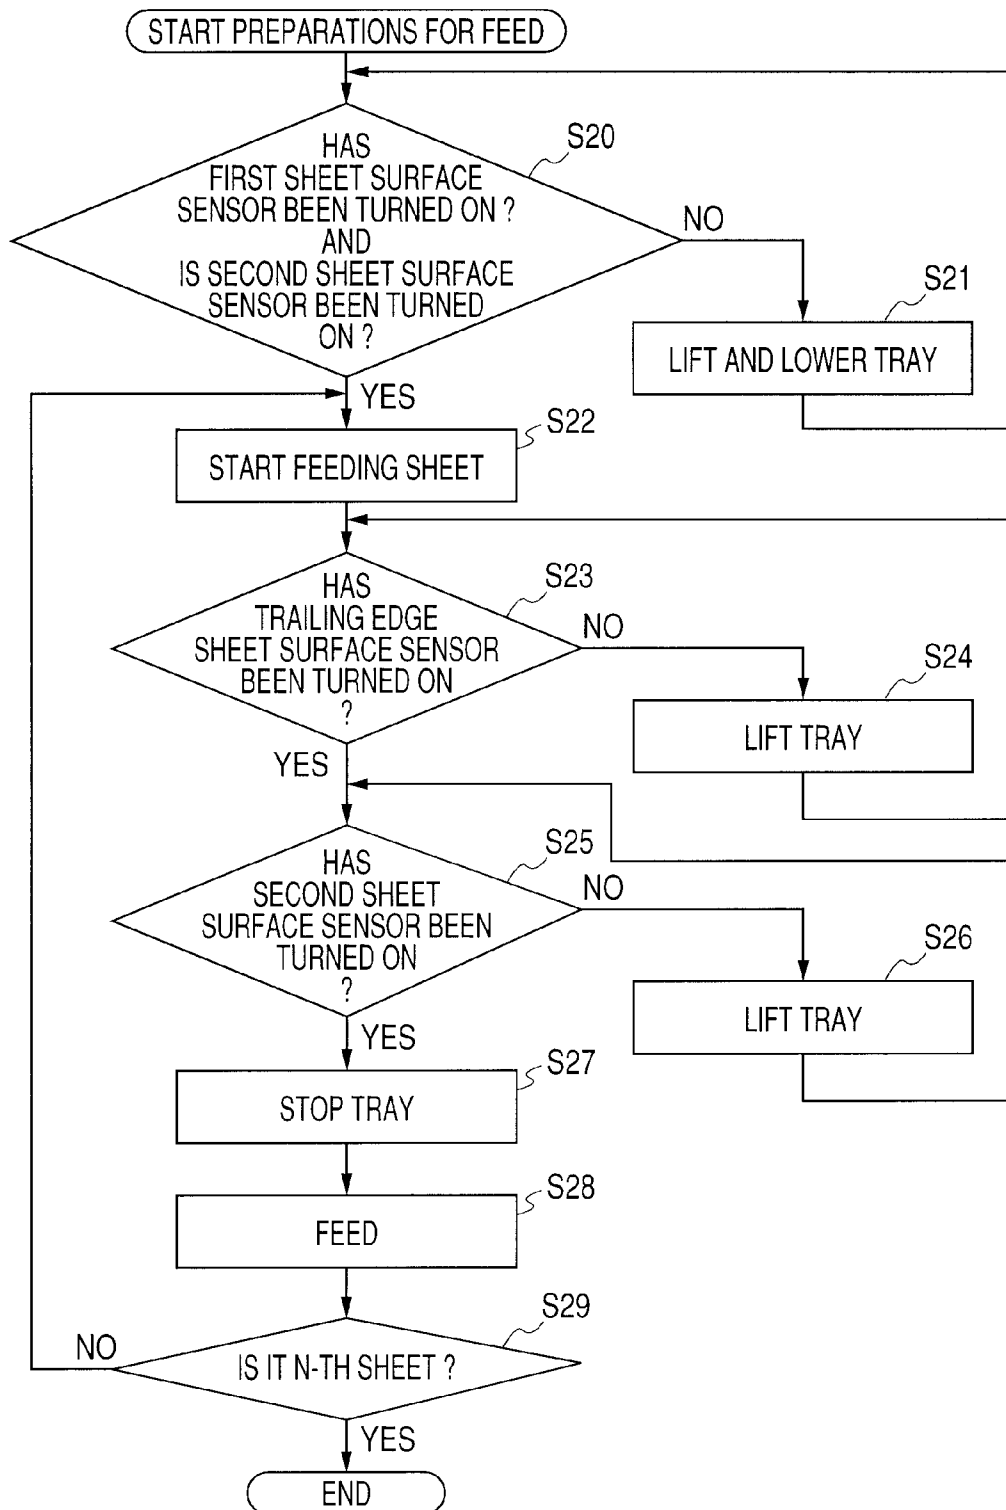 START PREPARATIONS FOR FEED
S20
HAS
FIRST SHEET SURFACE
SENSOR BEEN TURNED ON ?
AND
IS SECOND SHEET SURFACE
SENSOR BEEN TURNED
ON ?
NO
S21
LIFT AND LOWER TRAY
YES
S22
START FEEDING SHEET
S23
HAS
TRAILING EDGE
SHEET SURFACE SENSOR
BEEN TURNED ON
?
NO
S24
LIFT TRAY
YES
S25
HAS
SECOND SHEET
SURFACE SENSOR BEEN
TURNED ON
?
NO
S26
LIFT TRAY
YES
S27
STOP TRAY
S28
FEED
S29
IS IT N-TH SHEET ?
NO
YES
END